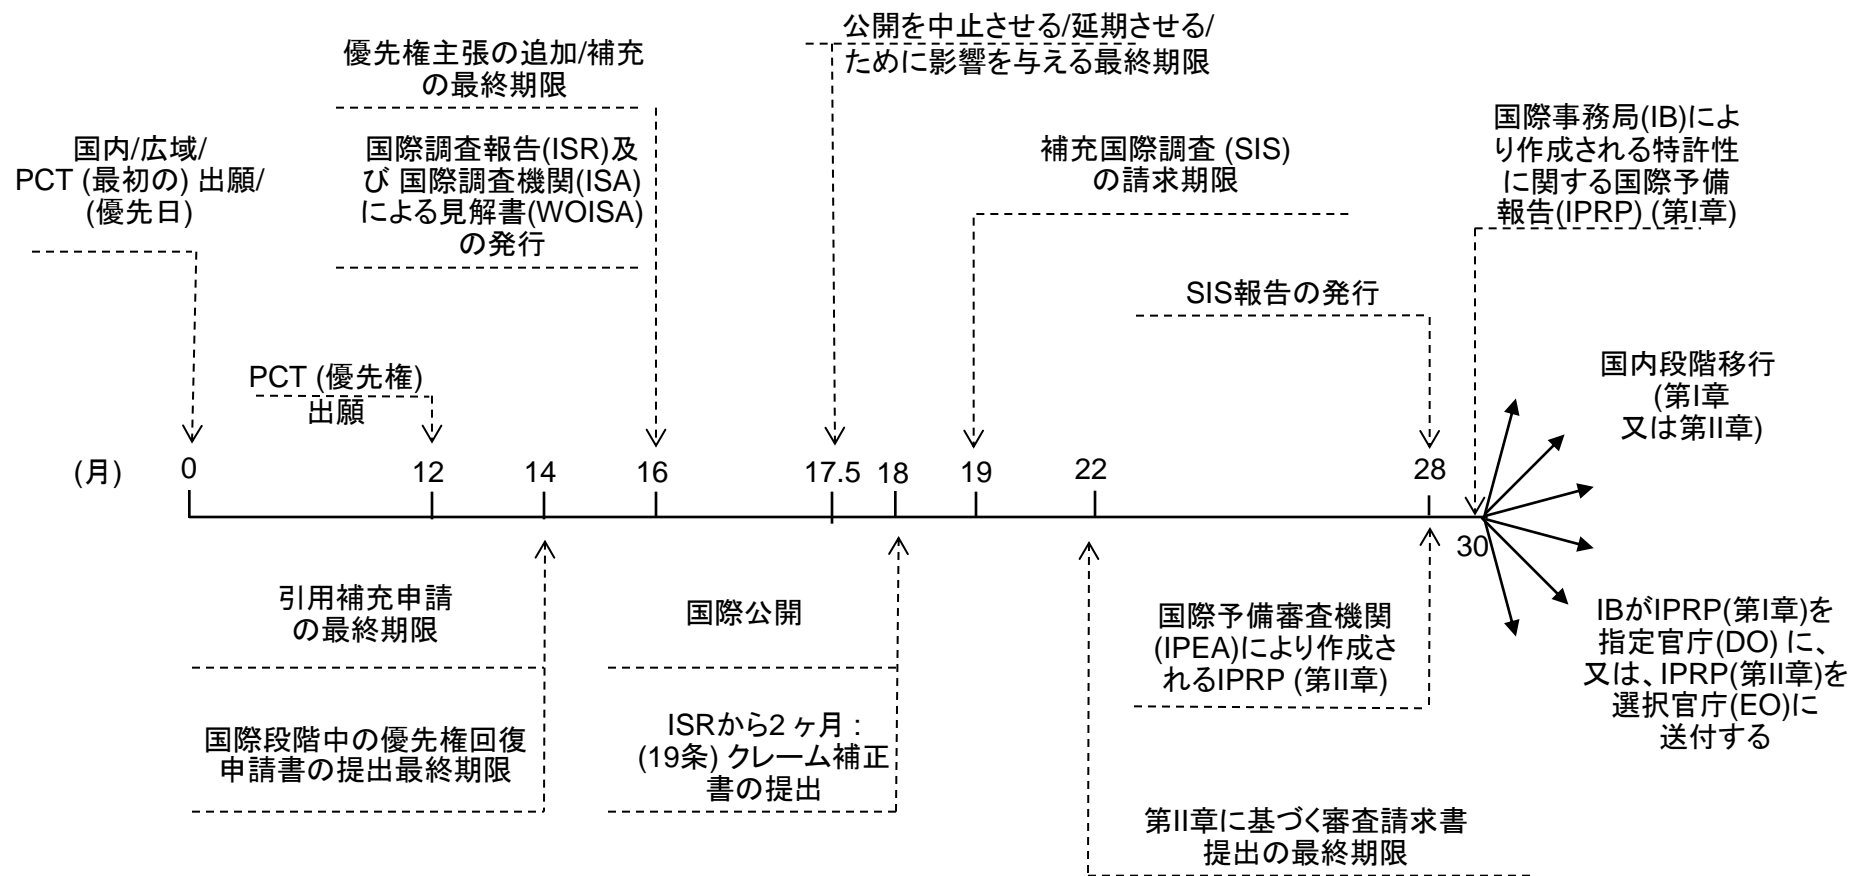 公開を中止させる/延期させる/
ために影響を与える最終期限
優先権主張の追加/補充
の最終期限
国際事務局(IB)によ
り作成される特許性
に関する国際予備
報告(IPRP) (第I章)
国内/広域/
PCT (最初の) 出願/
(優先日)
国際調査報告(ISR)及
び 国際調査機関(ISA)
による見解書(WOISA)
の発行
補充国際調査 (SIS)
の請求期限
SIS報告の発行
PCT (優先権)
出願
国内段階移行
(第I章
又は第II章)
(月) 0 12 14 16 17.5 18 19 22 28
30
引用補充申請
の最終期限
国際公開
国際予備審査機関
(IPEA)により作成さ
れるIPRP (第II章)
IBがIPRP(第I章)を
指定官庁(DO) に、
又は、IPRP(第II章)を
選択官庁(EO)に
送付する
国際段階中の優先権回復
申請書の提出最終期限
ISRから2 ヶ月 :
(19条) クレーム補正
書の提出
第II章に基づく審査請求書
提出の最終期限